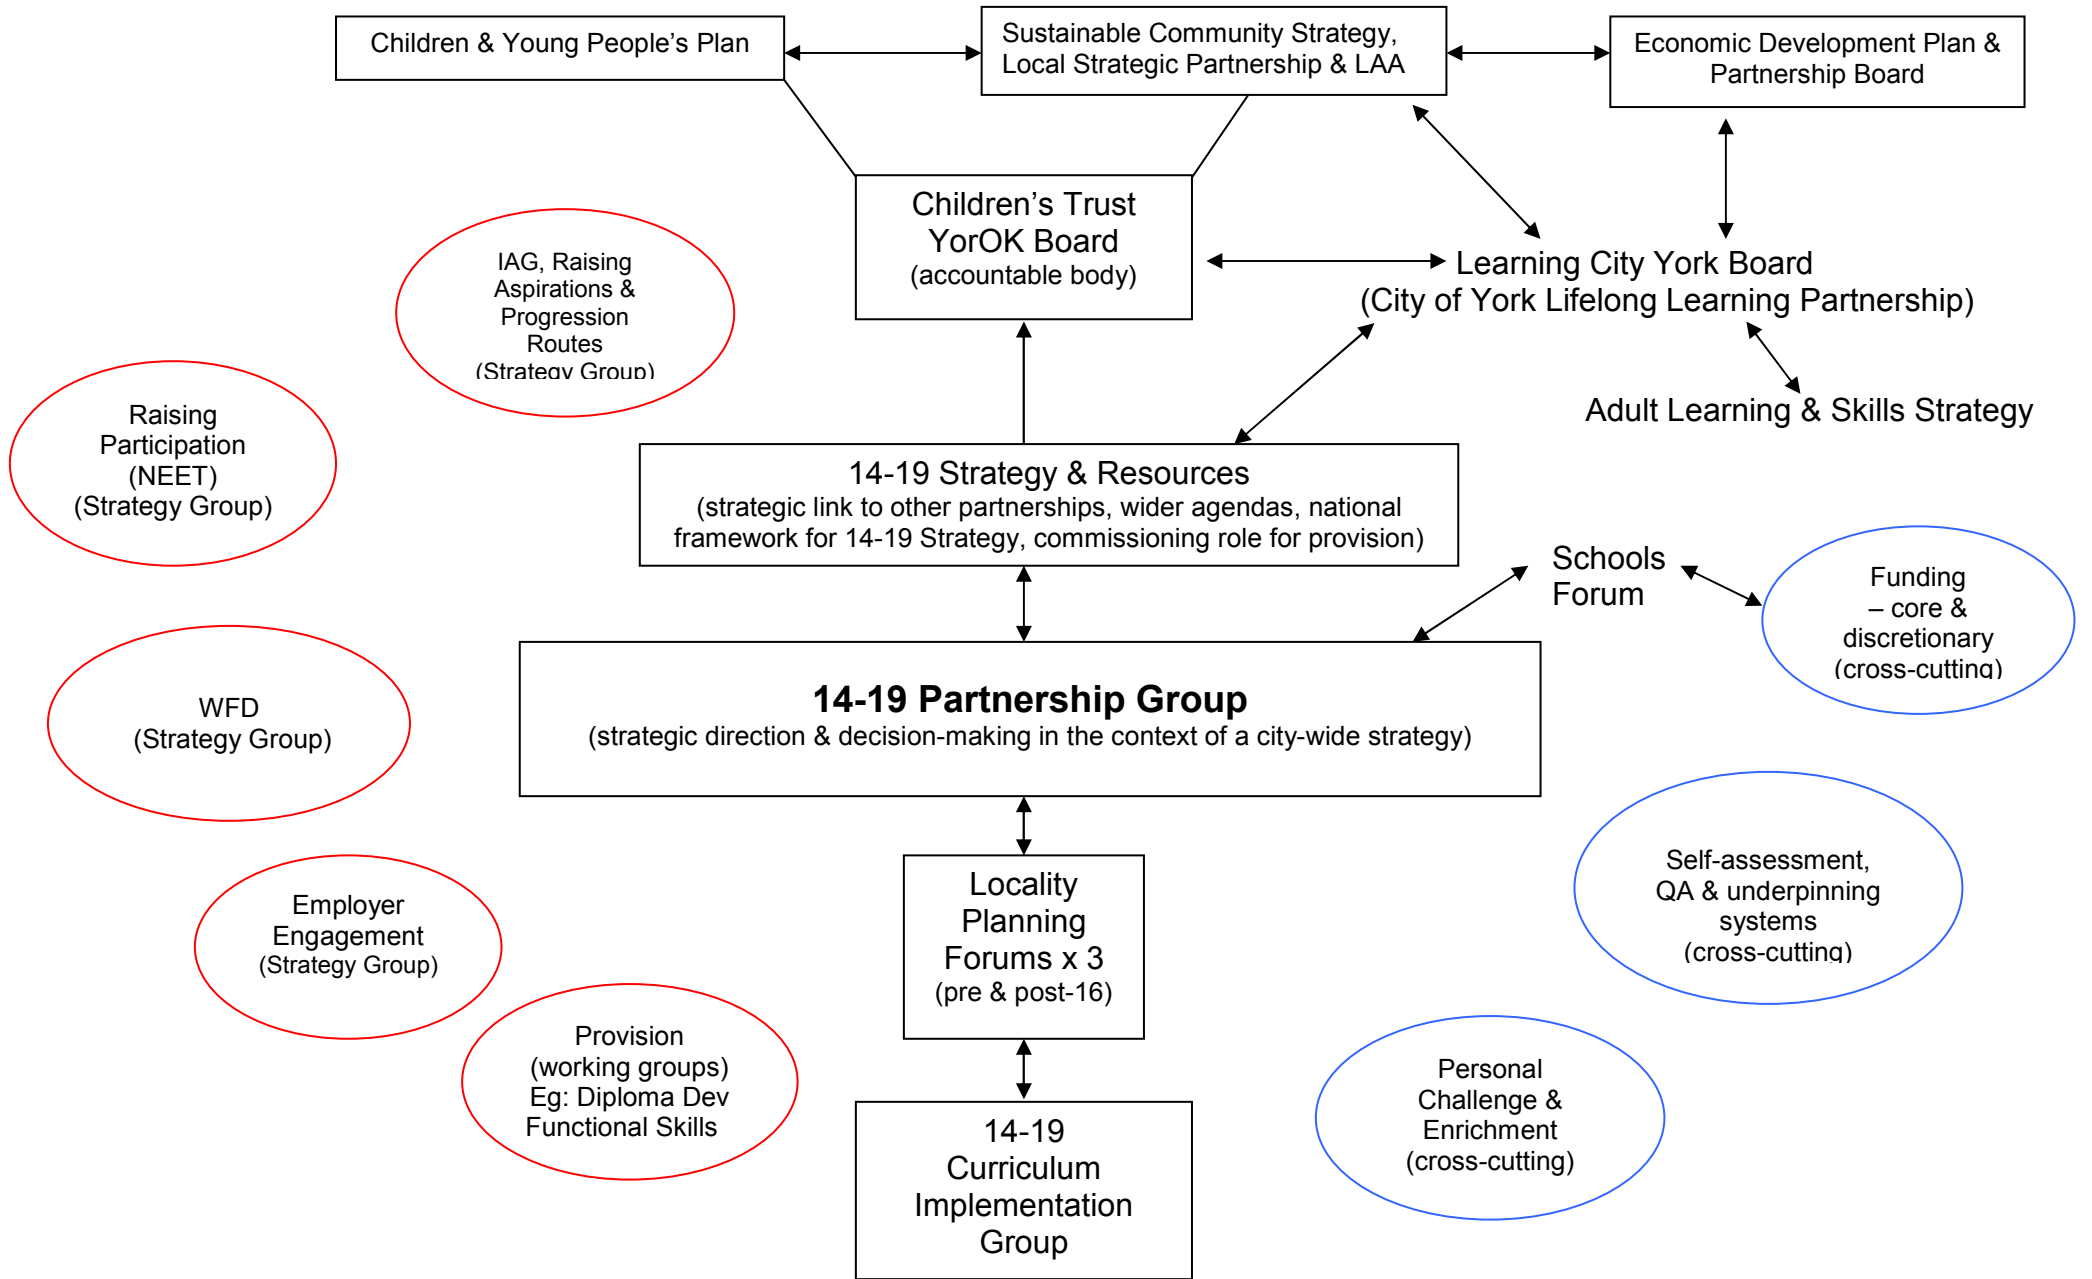 Children & Young People's Plan
Sustainable Community Strategy,
Local Strategic Partnership & LAA
Economic Development Plan &
Partnership Board
Children's Trust
YorOK Board
(accountable body)
Learning City York Board
(City of York Lifelong Learning Partnership)
Adult Learning & Skills Strategy
IAG, Raising
Aspirations &
Progression
Routes
(Strategy Group)
Raising
Participation
(NEET)
(Strategy Group)
14-19 Strategy & Resources
(strategic link to other partnerships, wider agendas, national
framework for 14-19 Strategy, commissioning role for provision)
Schools
Forum
Funding
– core &
discretionary
(cross-cutting)
WFD
(Strategy Group)
14-19 Partnership Group
(strategic direction & decision-making in the context of a city-wide strategy)
Self-assessment,
QA & underpinning
systems
(cross-cutting)
Employer
Engagement
(Strategy Group)
Locality
Planning
Forums x 3
(pre & post-16)
Provision
(working groups)
Eg: Diploma Dev
Functional Skills
Personal
Challenge &
Enrichment
(cross-cutting)
14-19
Curriculum
Implementation
Group